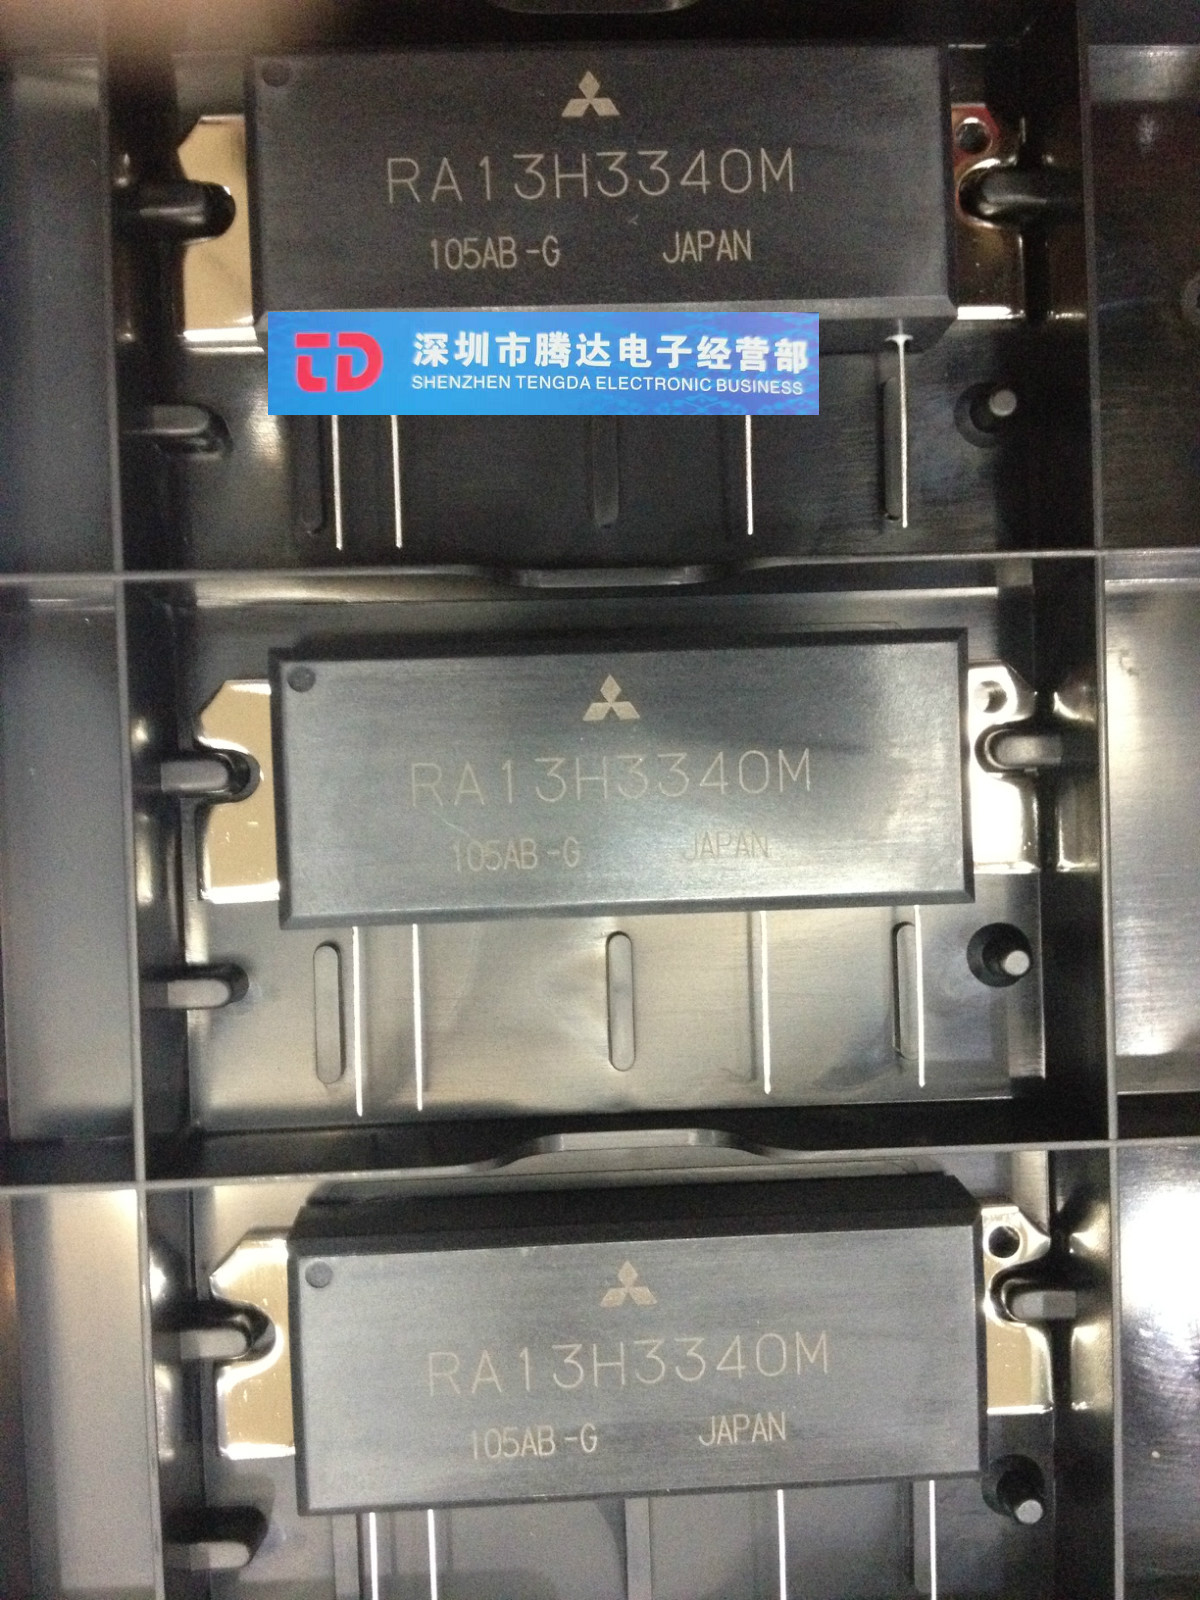 RA13H3340M
105AB-G JAPAN
TD 深圳市腾达电子经营部
SHENZHEN TENGDA ELECTRONIC BUSINESS
RA13H3340M
105AB-G JAPAN
RA13H3340M
105AB-G JAPAN